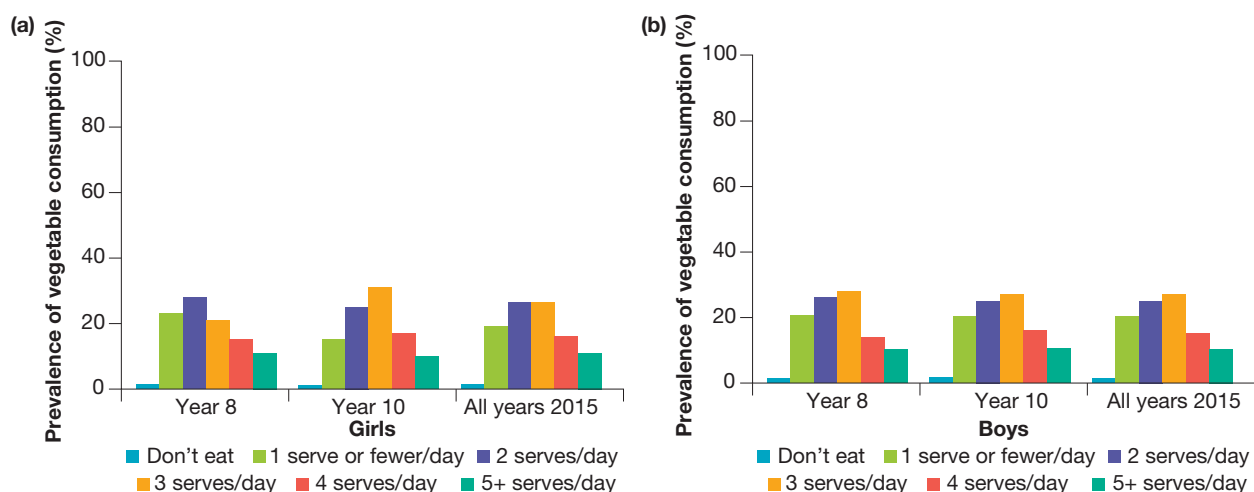 (a)
Prevalence of vegetable consumption (%)
100
80
60
40
20
0
Year 8 Year 10 All years 2015
Girls
Don't eat 1 serve or fewer/day 2 serves/day
3 serves/day 4 serves/day 5+ serves/day
(b)
Prevalence of vegetable consumption (%)
100
80
60
40
20
0
Year 8 Year 10 All years 2015
Boys
Don't eat 1 serve or fewer/day 2 serves/day
3 serves/day 4 serves/day 5+ serves/day